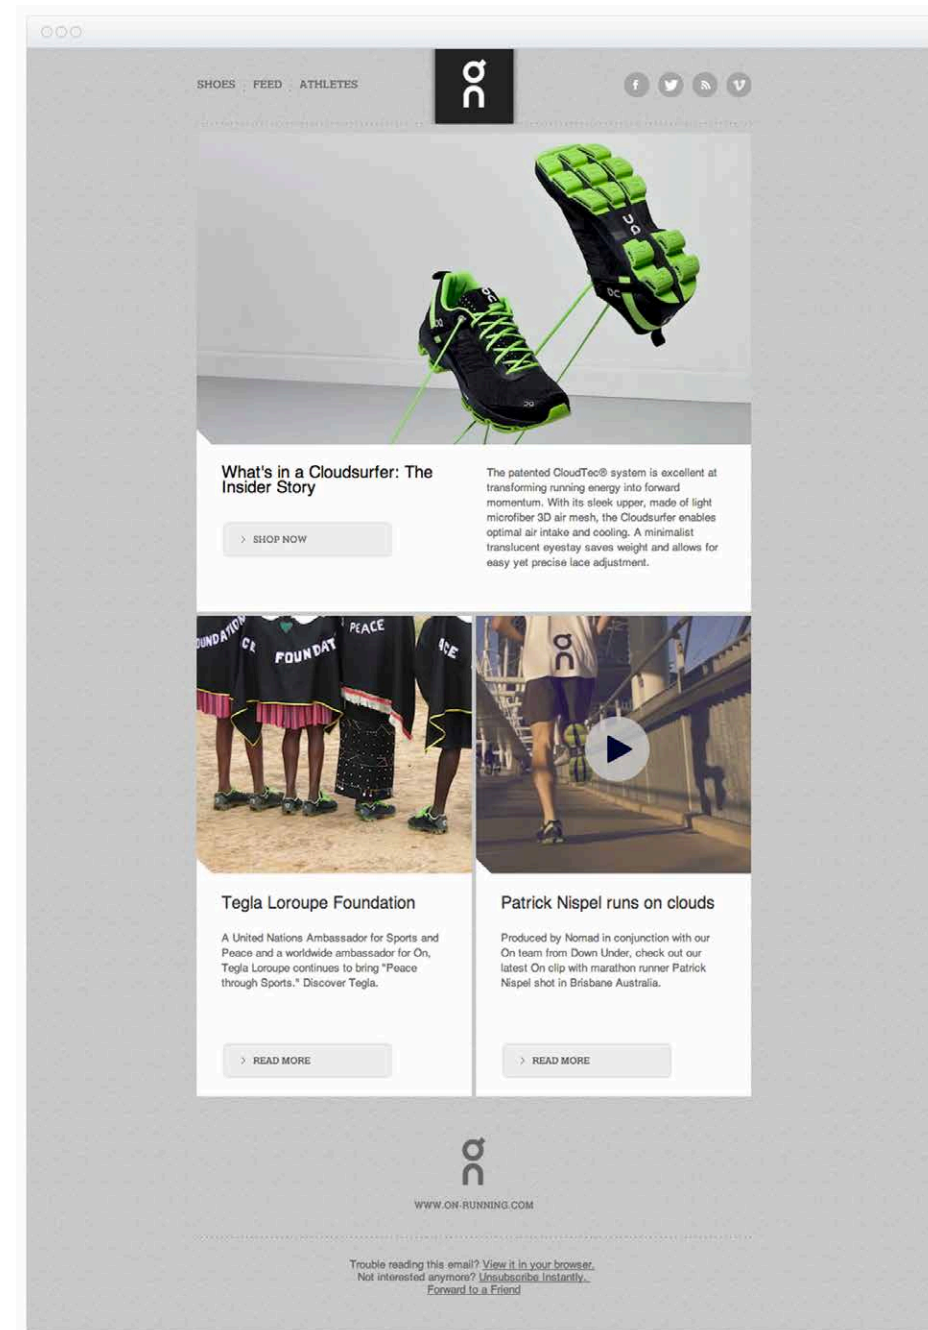 SHOES FEED ATHLETES
on
What's in a Cloudsurfer: The
Insider Story
> SHOP NOW
The patented CloudTec® system is excellent at
transforming running energy into forward
momentum. With its sleek upper, made of light
microfiber 3D air mesh, the Cloudsurfer enables
optimal air intake and cooling. A minimalist
translucent eyestay saves weight and allows for
easy yet precise lace adjustment.
FOUNDAT
PEACE
Tegla Loroupe Foundation
A United Nations Ambassador for Sports and
Peace and a worldwide ambassador for On,
Tegla Loroupe continues to bring "Peace
through Sports." Discover Tegla.
> READ MORE
Patrick Nispel runs on clouds
Produced by Nomad in conjunction with our
On team from Down Under, check out our
latest On clip with marathon runner Patrick
Nispel shot in Brisbane Australia.
> READ MORE
on
WWW.ON-RUNNING.COM
Trouble reading this email? View it in your browser.
Not interested anymore? Unsubscribe Instantly.
Forward to a Friend